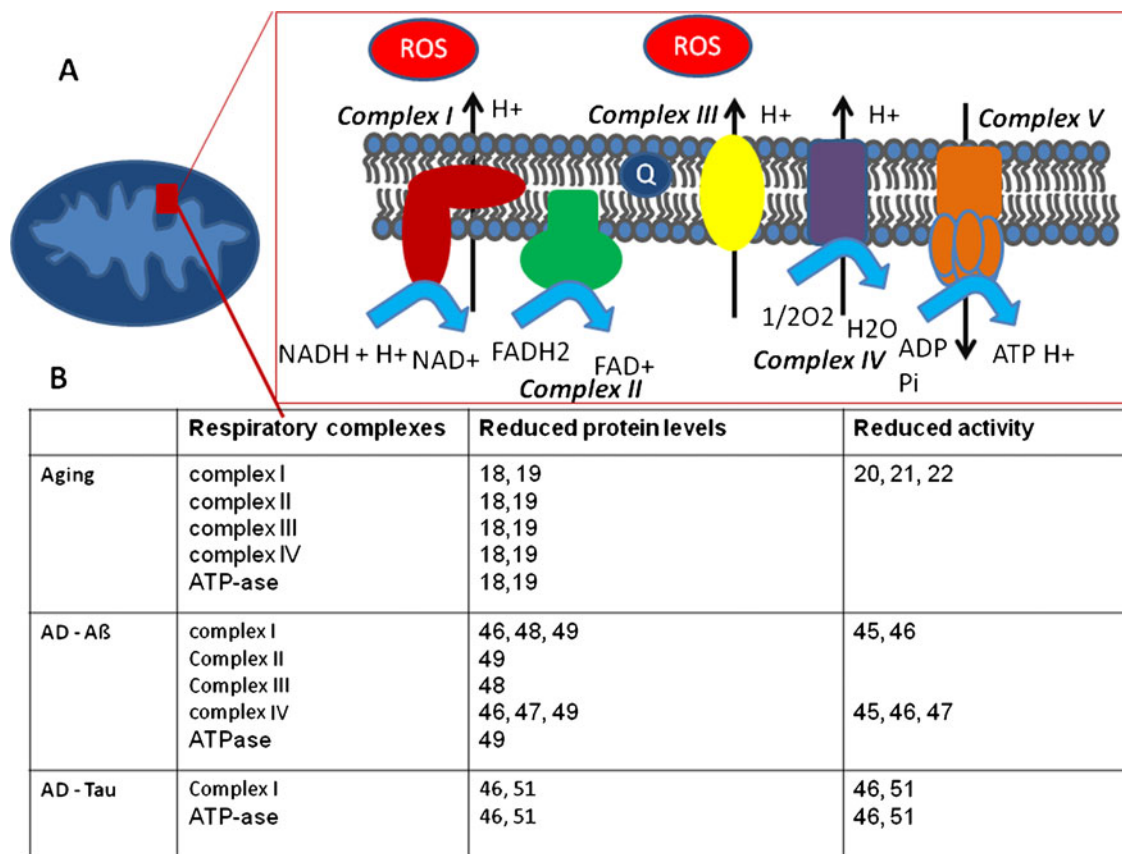 A
ROS ROS
Complex I H+ Complex III H+ H+ Complex V
Q
NADH + H+ NAD+ FADH2 FAD+ 1/2O2 H2O ADP ATP H+
Complex II Complex IV Pi
B
Respiratory complexes Reduced protein levels Reduced activity
Aging complex I 18, 19 20, 21, 22
complex II 18,19
complex III 18,19
complex IV 18,19
ATP-ase 18,19
AD - Aß complex I 46, 48, 49 45, 46
Complex II 49
Complex III 48
complex IV 46, 47, 49 45, 46, 47
ATPase 49
AD - Tau Complex I 46, 51 46, 51
ATP-ase 46, 51 46, 51